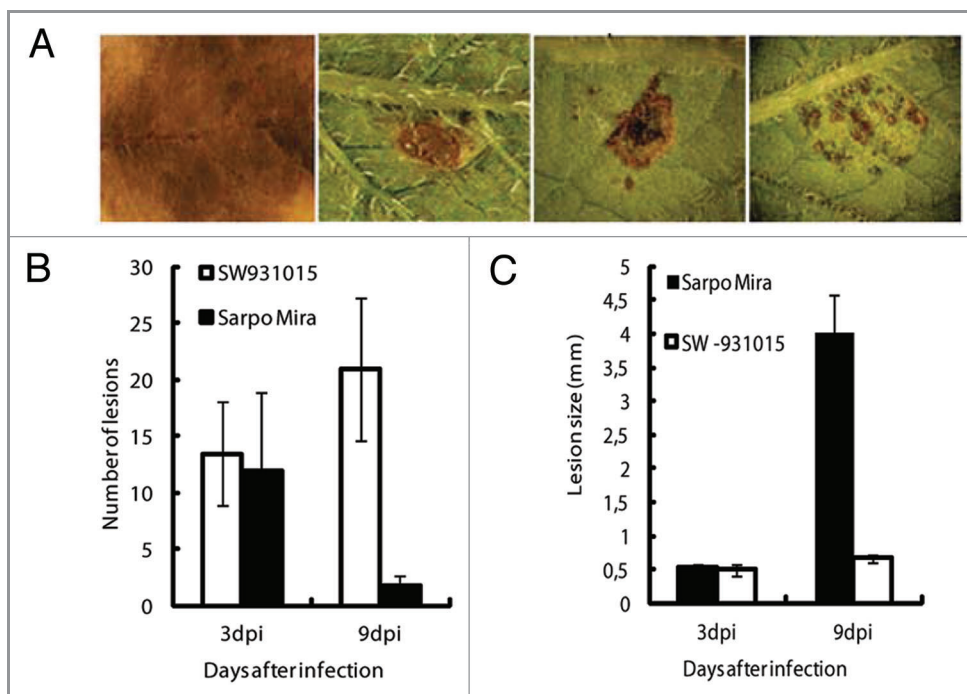 A
B
30
25
20
15
10
5
0
Number of lesions
SW931015
Sarpo Mira
3dpi 9dpi
Days after infection
C
5
4,5
4
3,5
3
2,5
2
1,5
1
0,5
0
Lesion size (mm)
Sarpo Mira
SW -931015
3dpi 9dpi
Days after infection